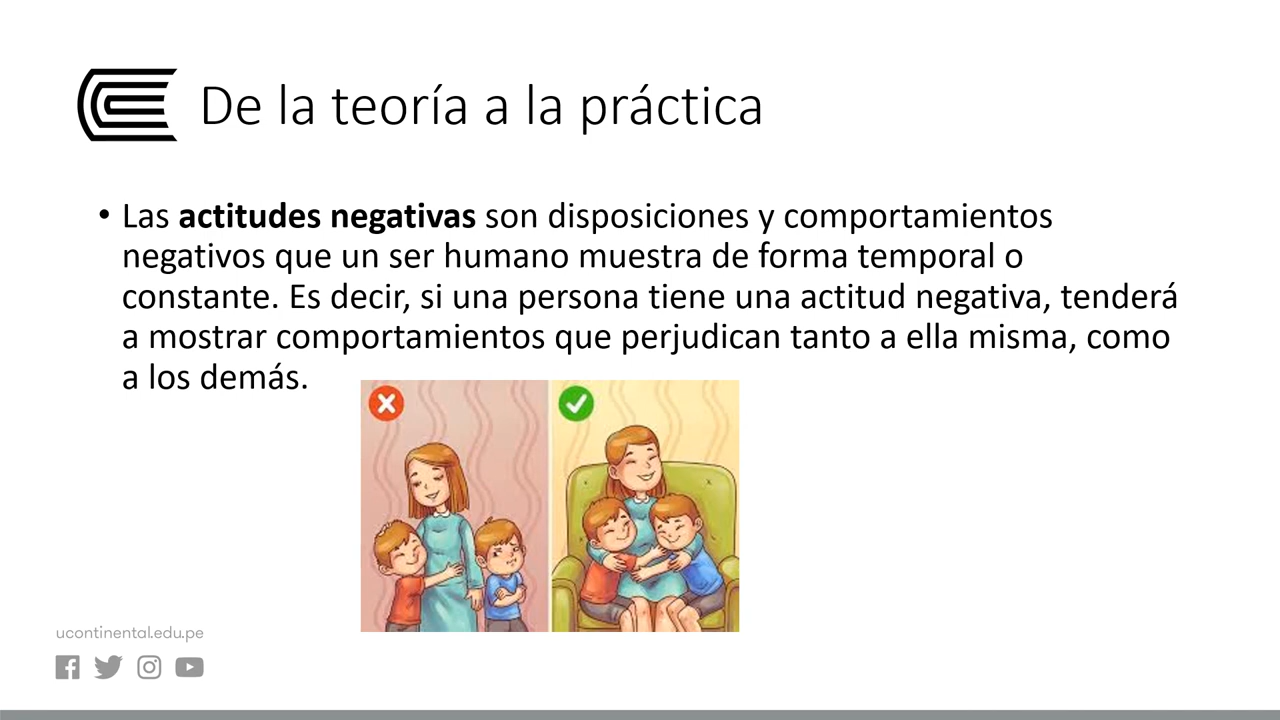 De la teoría a la práctica
• Las actitudes negativas son disposiciones y comportamientos
negativos que un ser humano muestra de forma temporal o
constante. Es decir, si una persona tiene una actitud negativa, tenderá
a mostrar comportamientos que perjudican tanto a ella misma, como
a los demás.
ucontinental.edu.pe